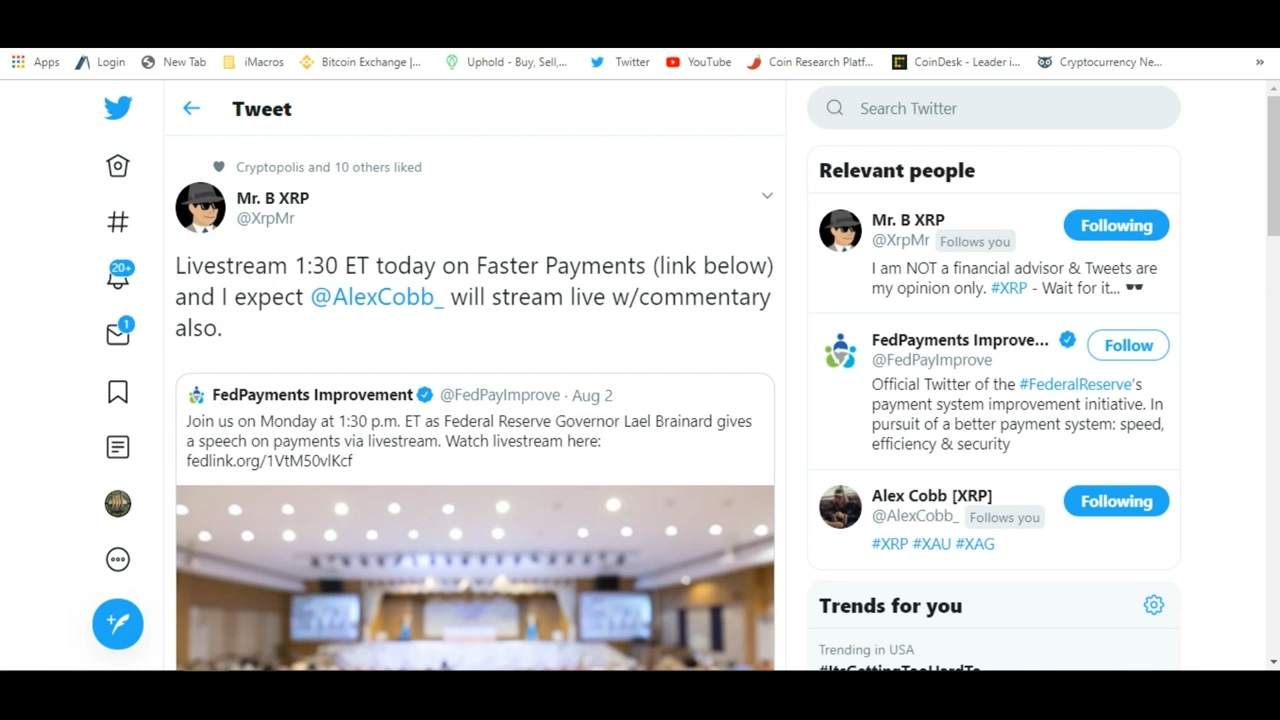 Apps Login New Tab iMacros Bitcoin Exchange |... Uphold - Buy, Sell,... Twitter YouTube Coin Research Platf... CoinDesk - Leader i... Cryptocurrency Ne... »
Tweet
Cryptopolis and 10 others liked
Mr. B XRP
@XrpMr
Livestream 1:30 ET today on Faster Payments (link below)
and I expect @AlexCobb_ will stream live w/commentary
also.
FedPayments Improvement @FedPayImprove · Aug 2
Join us on Monday at 1:30 p.m. ET as Federal Reserve Governor Lael Brainard gives
a speech on payments via livestream. Watch livestream here:
fedlink.org/1VtM50vlKcf
20+
1
Search Twitter
Relevant people
Mr. B XRP
@XrpMr Follows you
Following
I am NOT a financial advisor & Tweets are
my opinion only. #XRP - Wait for it...
FedPayments Improve...
@FedPayImprove
Follow
Official Twitter of the #FederalReserve's
payment system improvement initiative. In
pursuit of a better payment system: speed,
efficiency & security
Alex Cobb [XRP]
@AlexCobb_ Follows you
Following
#XRP #XAU #XAG
Trends for you
Trending in USA
#ItsGettingTooHardTo